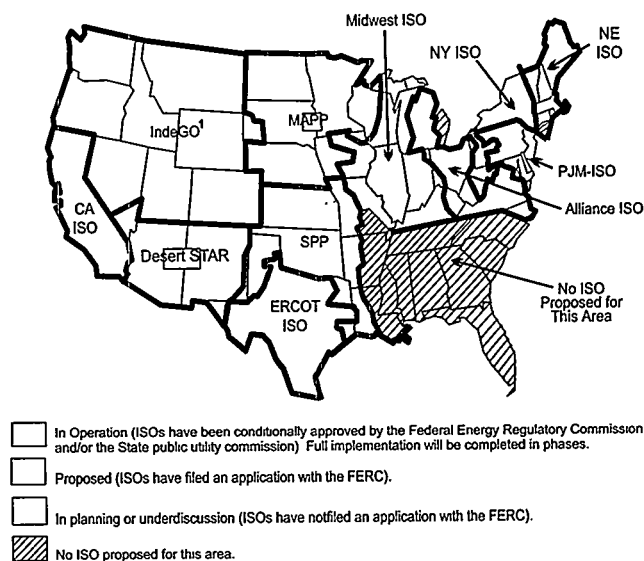 Midwest ISO
NE
ISO
NY ISO
MAPP
IndeGO1
PJM-ISO
Alliance ISO
CA
ISO
Desert STAR
SPP
No ISO
Proposed for
This Area
ERCOT
ISO
In Operation (ISOs have been conditionally approved by the Federal Energy Regulatory Commission
and/or the State public utility commission) Full implementation will be completed in phases.
Proposed (ISOs have filed an application with the FERC).
In planning or underdiscussion (ISOs have notfiled an application with the FERC).
No ISO proposed for this area.